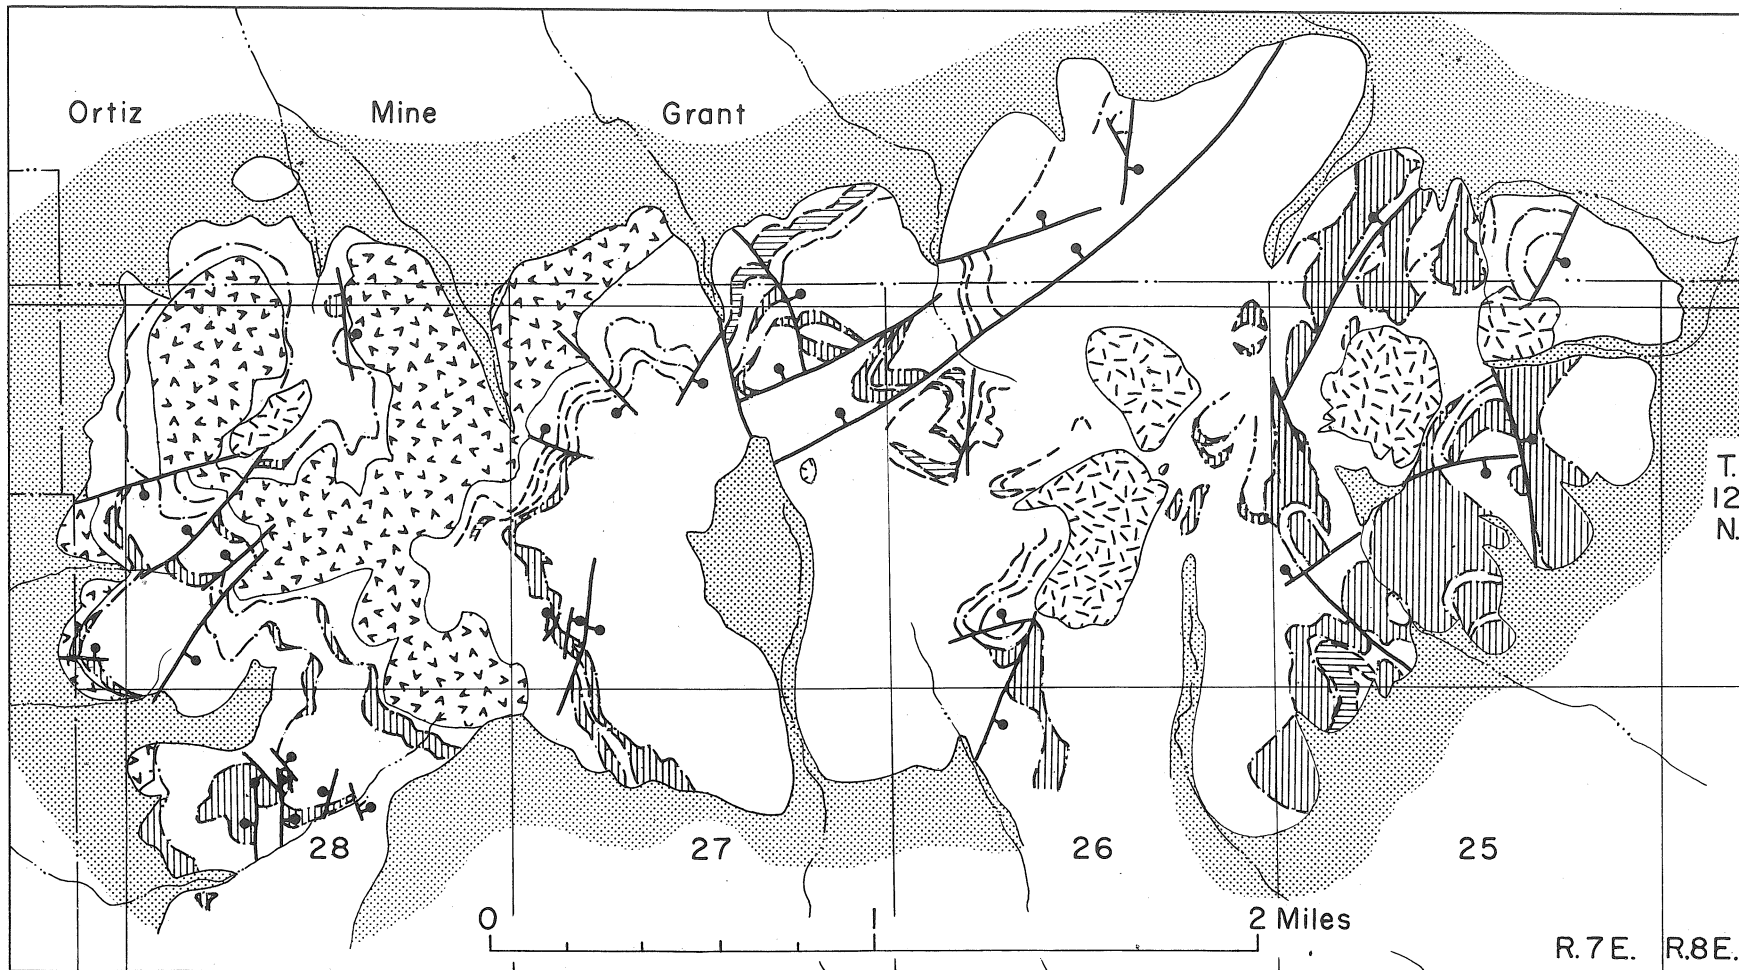 Ortiz Mine Grant
T.
12
N.
28 27 26 25
0 1 2 Miles
R.7E. R.8E.